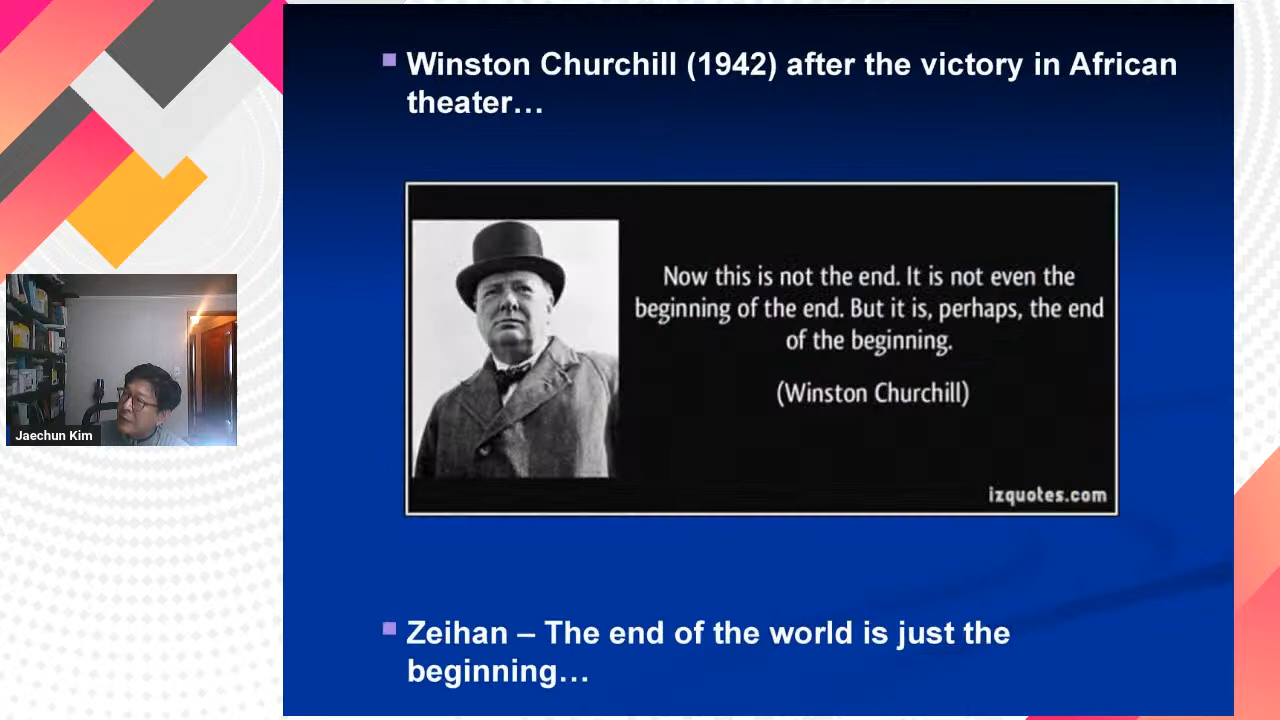 Winston Churchill (1942) after the victory in African
theater…
Now this is not the end. It is not even the
beginning of the end. But it is, perhaps, the end
of the beginning.
(Winston Churchill)
izquotes.com
Jaechun Kim
Zeihan – The end of the world is just the
beginning…